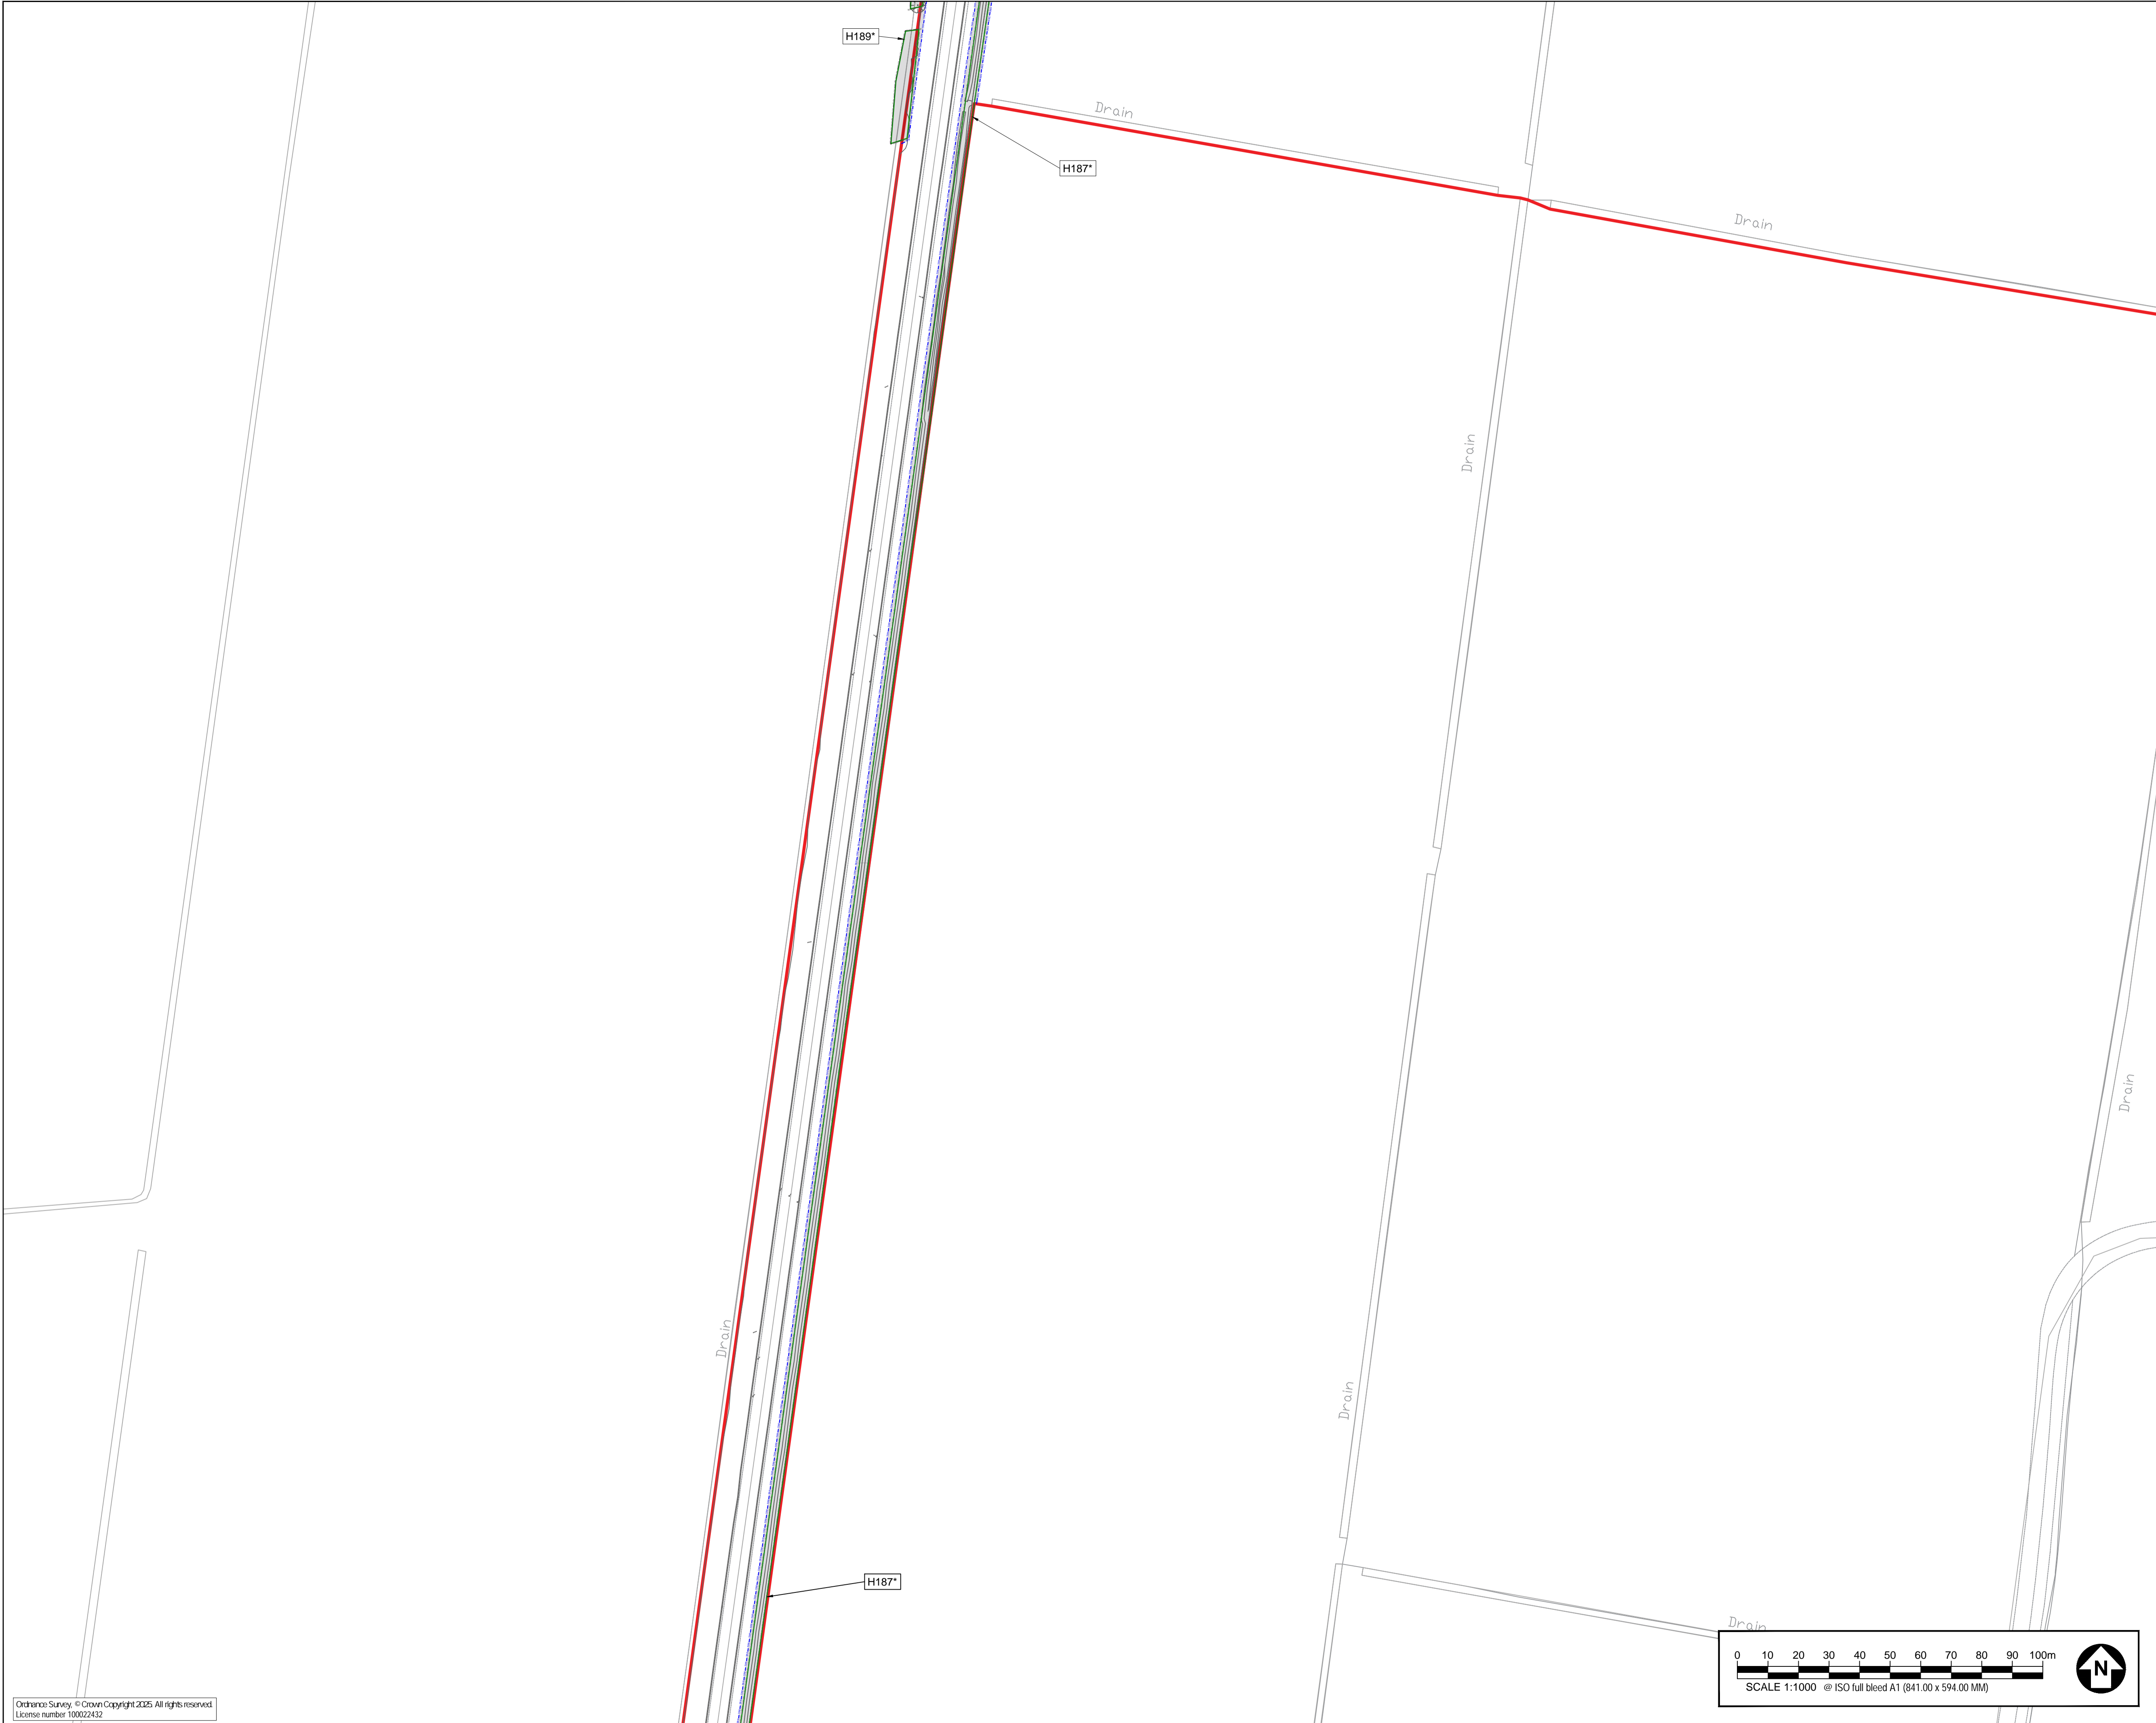 H189*
Drain
H187*
Drain
Drain
Drain
Drain
Drain
H187*
Drain
0 10 20 30 40 50 60 70 80 90 100m
SCALE 1:1000 @ ISO full bleed A1 (841.00 x 594.00 MM)
N
Ordnance Survey, © Crown Copyright 2025. All rights reserved.
License number 100022432